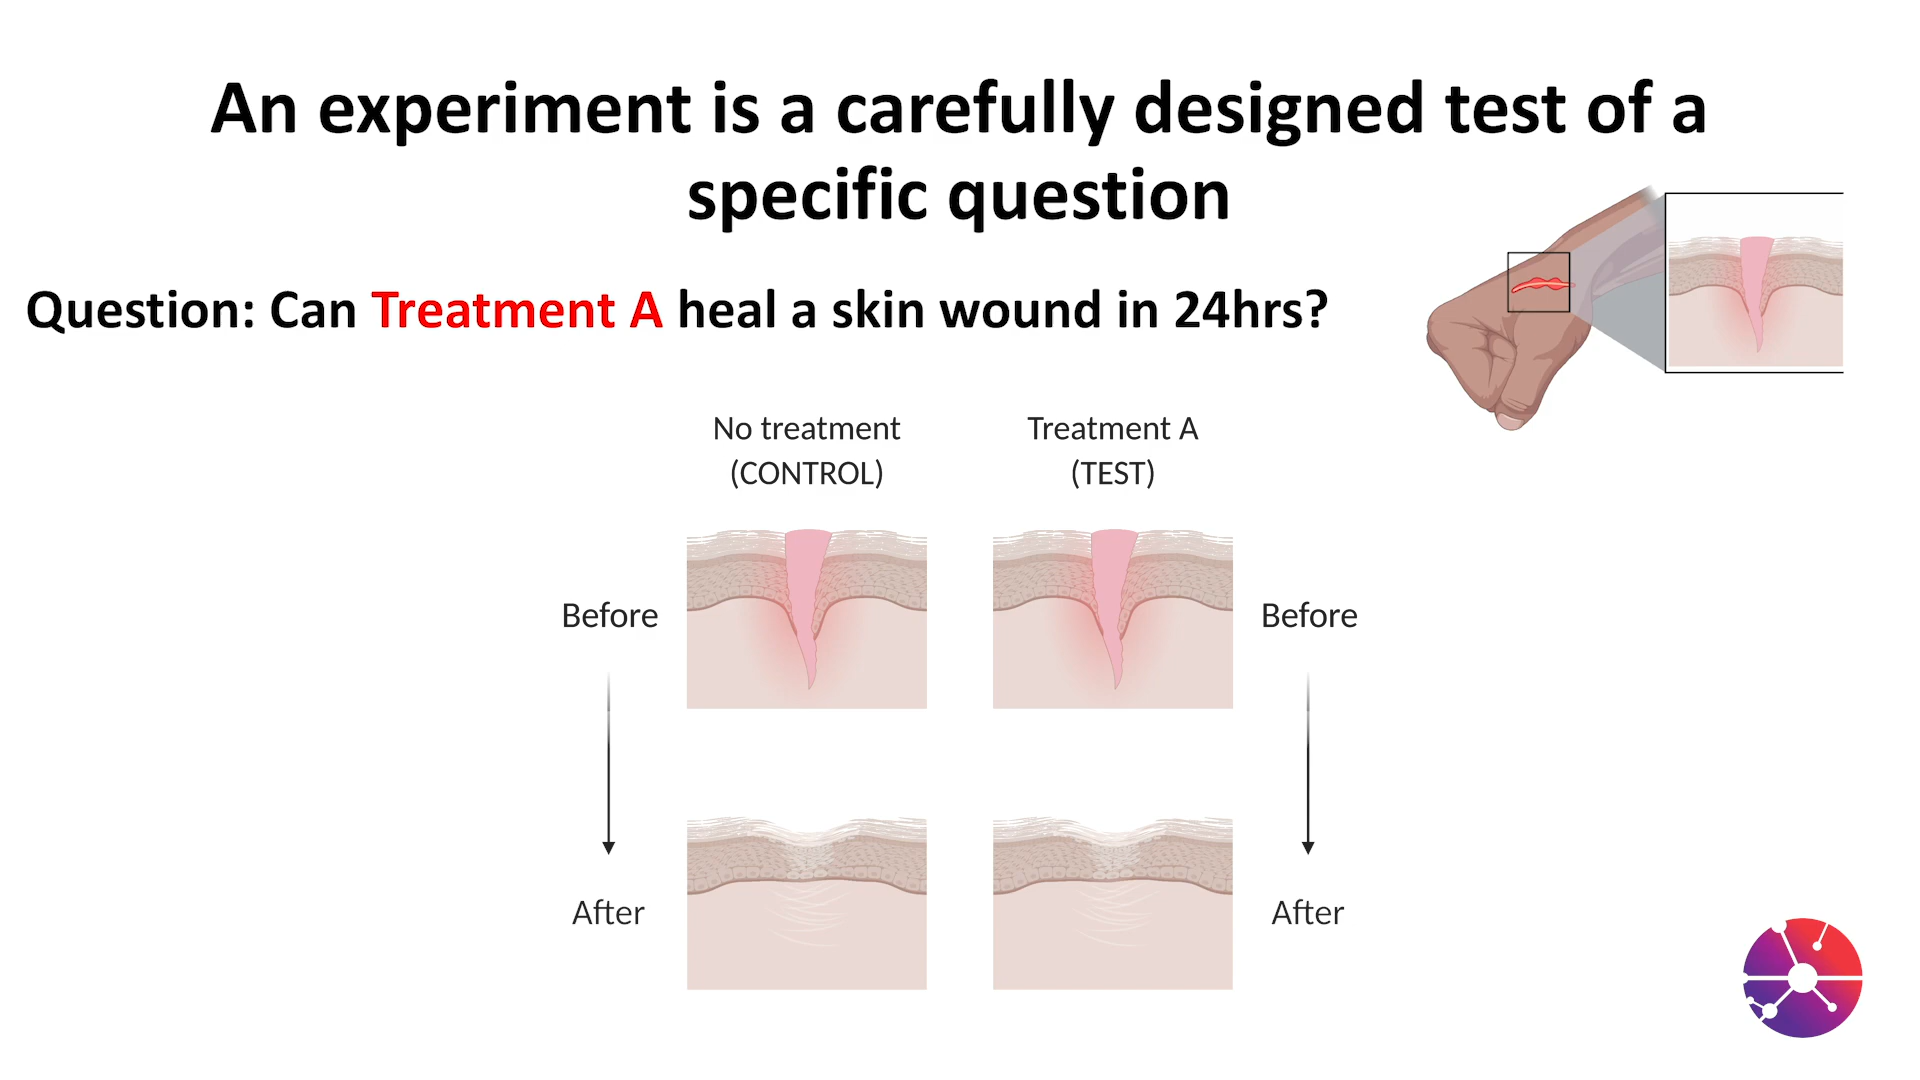 An experiment is a carefully designed test of a
specific question
Question: Can Treatment A heal a skin wound in 24hrs?
No treatment
(CONTROL)
Treatment A
(TEST)
Before
Before
After
After